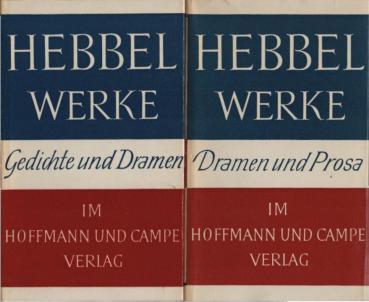 HEBBEL
WERKE
Gedichte und Dramen
IM
HOFFMANN UND CAMPE
VERLAG
HEBBEL
WERKE
Dramen und Prosa
IM
HOFFMANN UND CAMPE
VERLAG